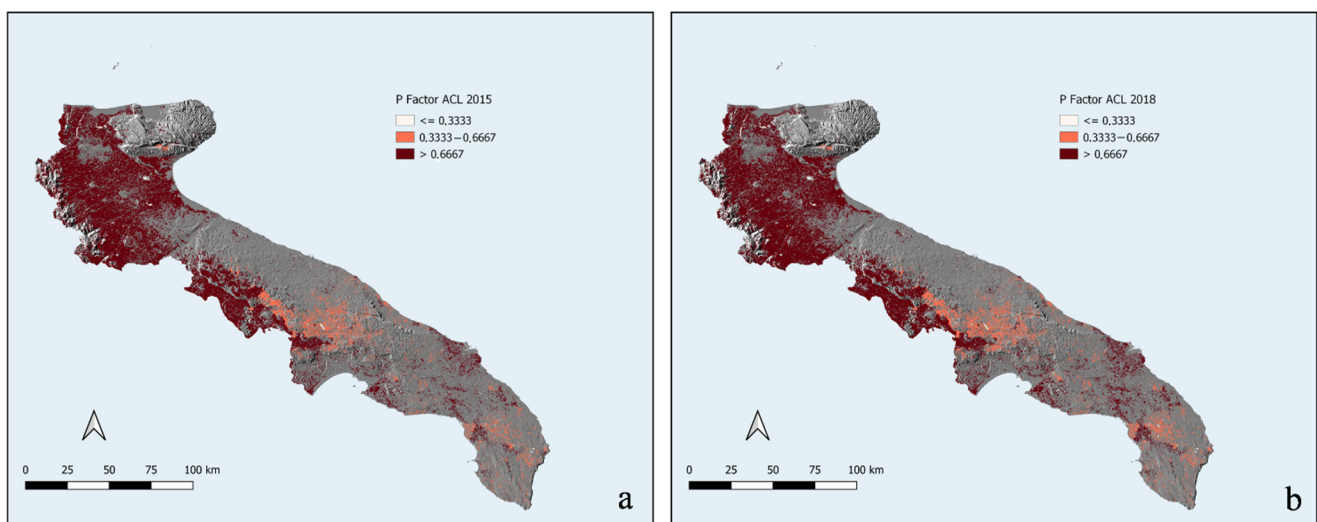 P Factor ACL 2015
<= 0,3333
0.3333—0,6667
> 0.6667
0 25 50 75 100 km
a
P Factor ACL 2018
<= 0,3333
0.3333—0,6667
> 0,6667
0 25 50 75 100 km
b